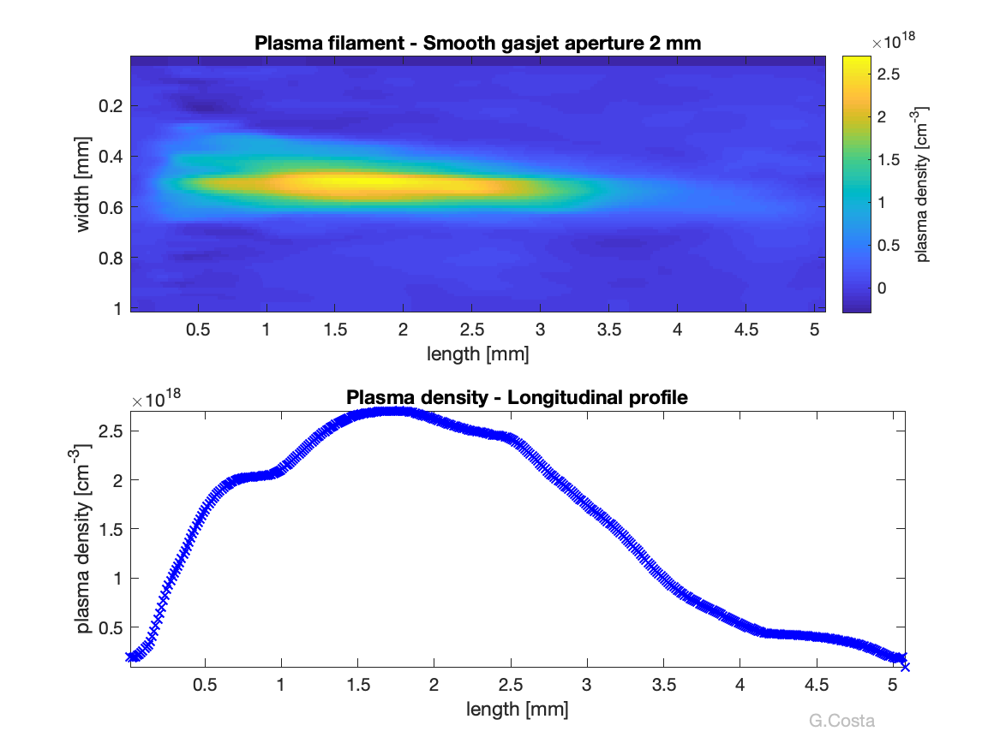 Plasma filament - Smooth gasjet aperture 2 mm
×10^18
0.2
0.4
0.6
0.8
1
width [mm]
0.5 1 1.5 2 2.5 3 3.5 4 4.5 5
length [mm]
2.5
2
1.5
1
0.5
0
plasma density [cm^-3]
Plasma density - Longitudinal profile
×10^18
2.5
2
1.5
1
0.5
plasma density [cm^-3]
0.5 1 1.5 2 2.5 3 3.5 4 4.5 5
length [mm]
G.Costa